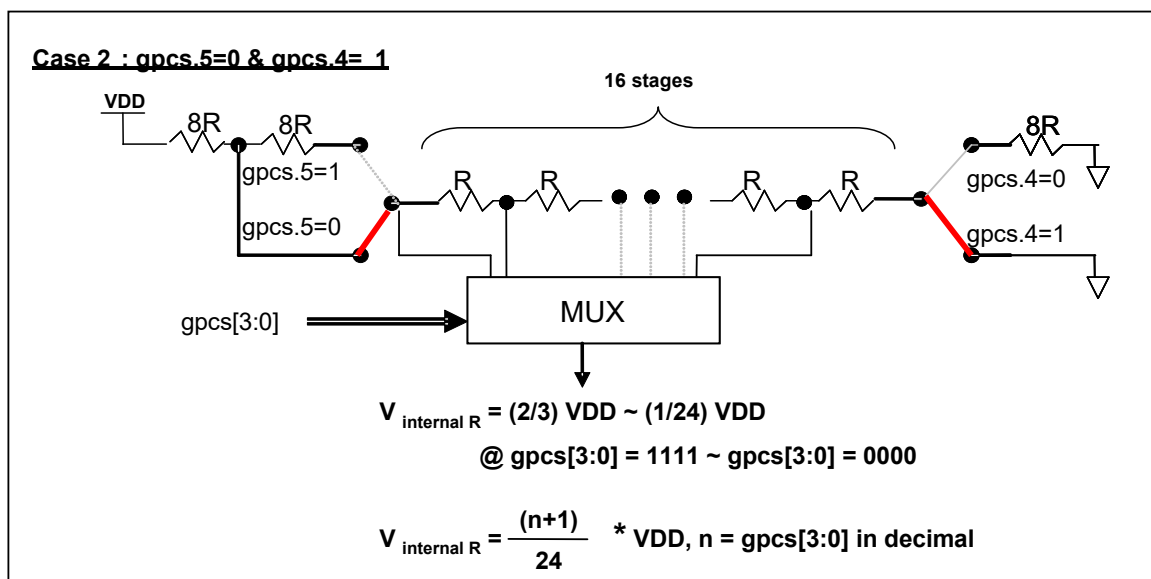 Case 2 : gpcs.5=0 & gpcs.4= 1
16 stages
VDD
8R
8R
8R
gpcs.5=1
R
R
R
R
gpcs.4=0
gpcs.5=0
gpcs.4=1
gpcs[3:0]
MUX
V internal R = (2/3) VDD ~ (1/24) VDD
@ gpcs[3:0] = 1111 ~ gpcs[3:0] = 0000
(n+1)
V internal R = * VDD, n = gpcs[3:0] in decimal
24